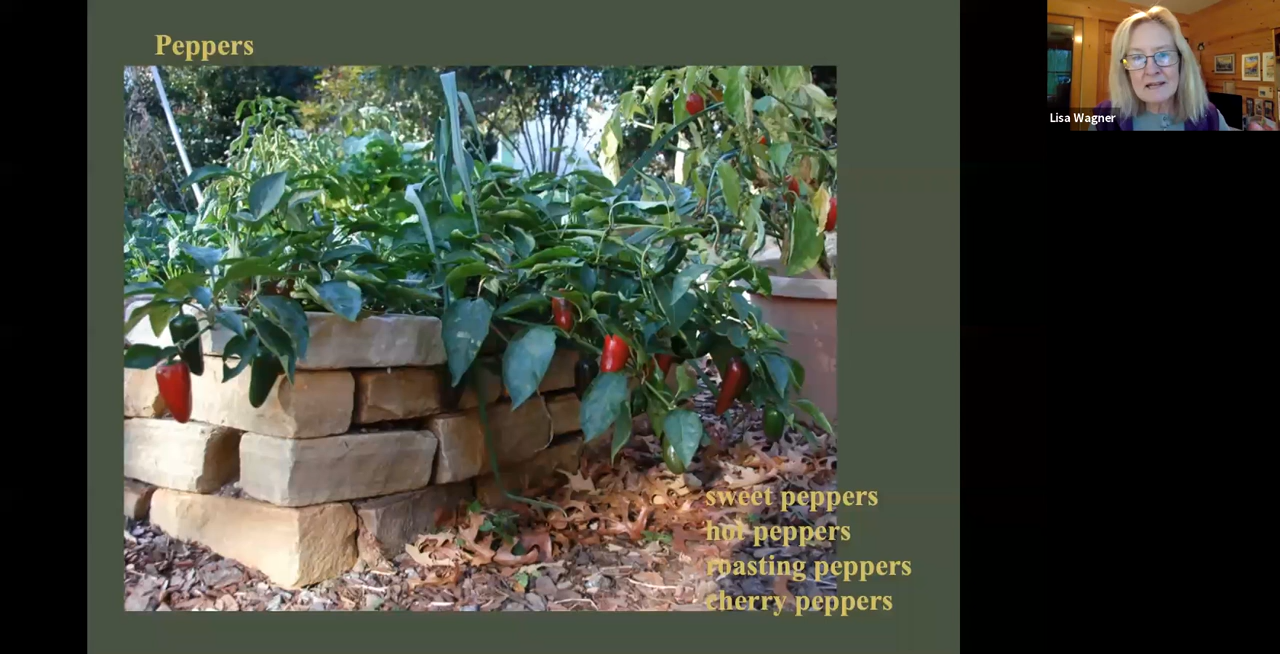 Peppers
Lisa Wagner
sweet peppers
hot peppers
roasting peppers
cherry peppers